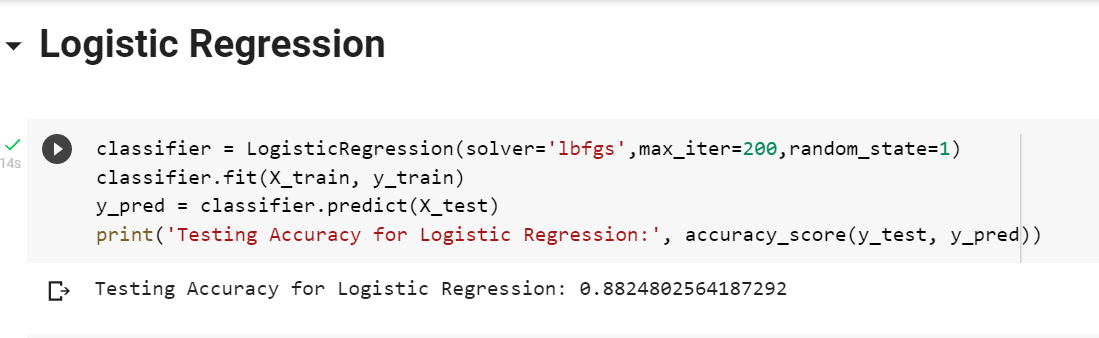 Logistic Regression
14s
classifier = LogisticRegression(solver='lbfgs',max_iter=200,random_state=1)
classifier.fit(X_train, y_train)
y_pred = classifier.predict(X_test)
print('Testing Accuracy for Logistic Regression:', accuracy_score(y_test, y_pred))
Testing Accuracy for Logistic Regression: 0.8824802564187292